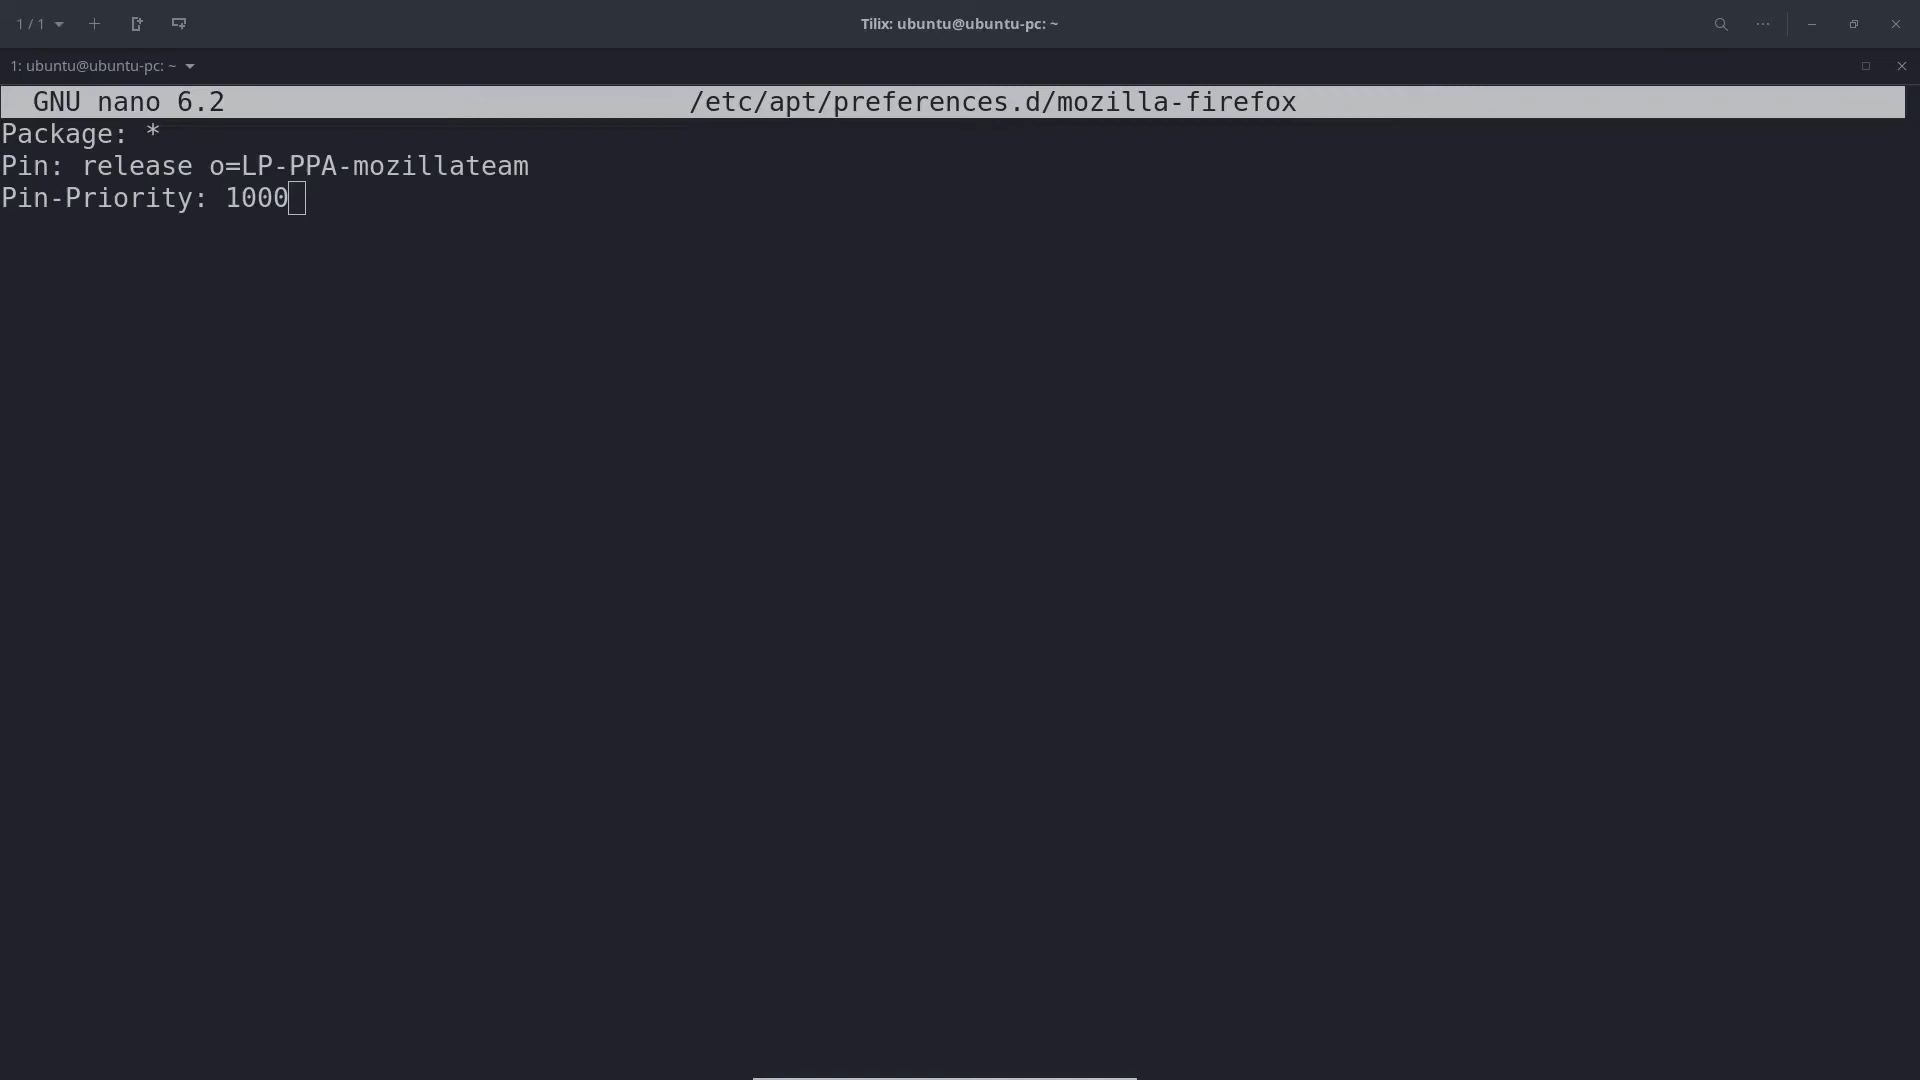 1 / 1
Tilix: ubuntu@ubuntu-pc: ~
1: ubuntu@ubuntu-pc: ~
GNU nano 6.2 /etc/apt/preferences.d/mozilla-firefox
Package: *
Pin: release o=LP-PPA-mozillateam
Pin-Priority: 1000